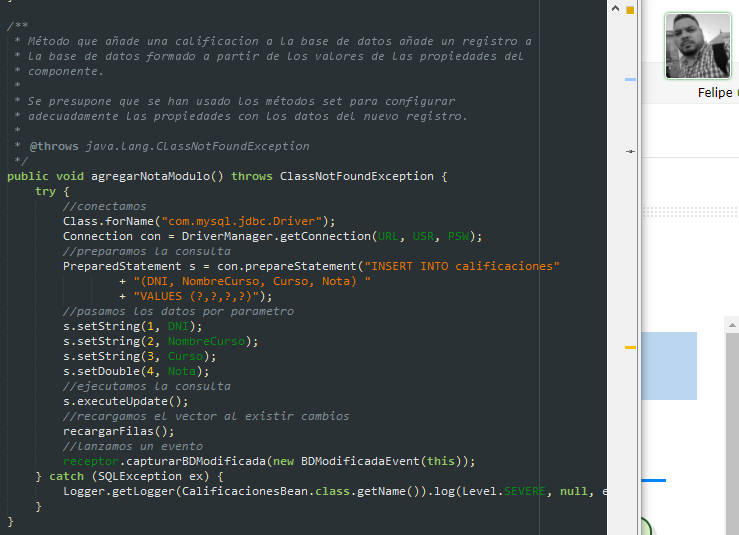 }
/**
 * Método que añade una calificacion a la base de datos añade un registro a
 * la base de datos formado a partir de los valores de las propiedades del
 * componente.
 *
 * Se presupone que se han usado los métodos set para configurar
 * adecuadamente las propiedades con los datos del nuevo registro.
 *
 * @throws java.lang.ClassNotFoundException
 */
public void agregarNotaModulo() throws ClassNotFoundException {
    try {
        //conectamos
        Class.forName("com.mysql.jdbc.Driver");
        Connection con = DriverManager.getConnection(URL, USR, PSW);
        //preparamos la consulta
        PreparedStatement s = con.prepareStatement("INSERT INTO calificaciones"
                + "(DNI, NombreCurso, Curso, Nota) "
                + "VALUES (?,?,?,?)");
        //pasamos los datos por parametro
        s.setString(1, DNI);
        s.setString(2, NombreCurso);
        s.setString(3, Curso);
        s.setDouble(4, Nota);
        //ejecutamos la consulta
        s.executeUpdate();
        //recargamos el vector al existir cambios
        recargarFilas();
        //lanzamos un evento
        receptor.capturarBDModificada(new BDModificadaEvent(this));
    } catch (SQLException ex) {
        Logger.getLogger(CalificacionesBean.class.getName()).log(Level.SEVERE, null, e
    }
}
Felipe